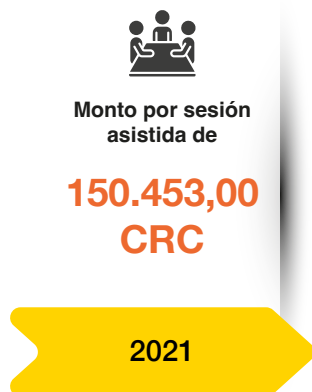 Monto por sesión
asistida de
150.453,00
CRC
2021